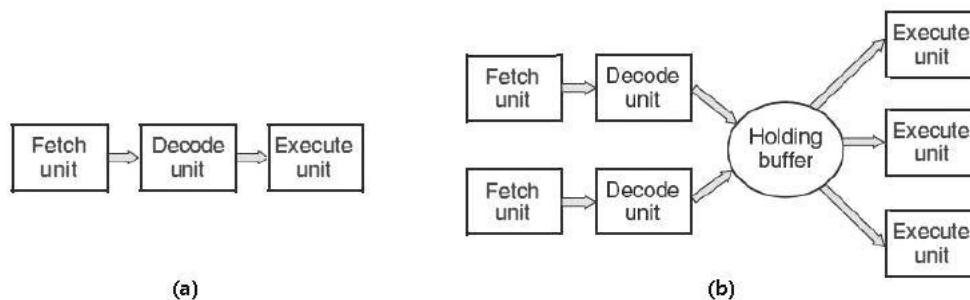 Fetch
unit
Decode
unit
Execute
unit
(a)
Fetch
unit
Decode
unit
Fetch
unit
Decode
unit
Holding
buffer
Execute
unit
Execute
unit
Execute
unit
(b)